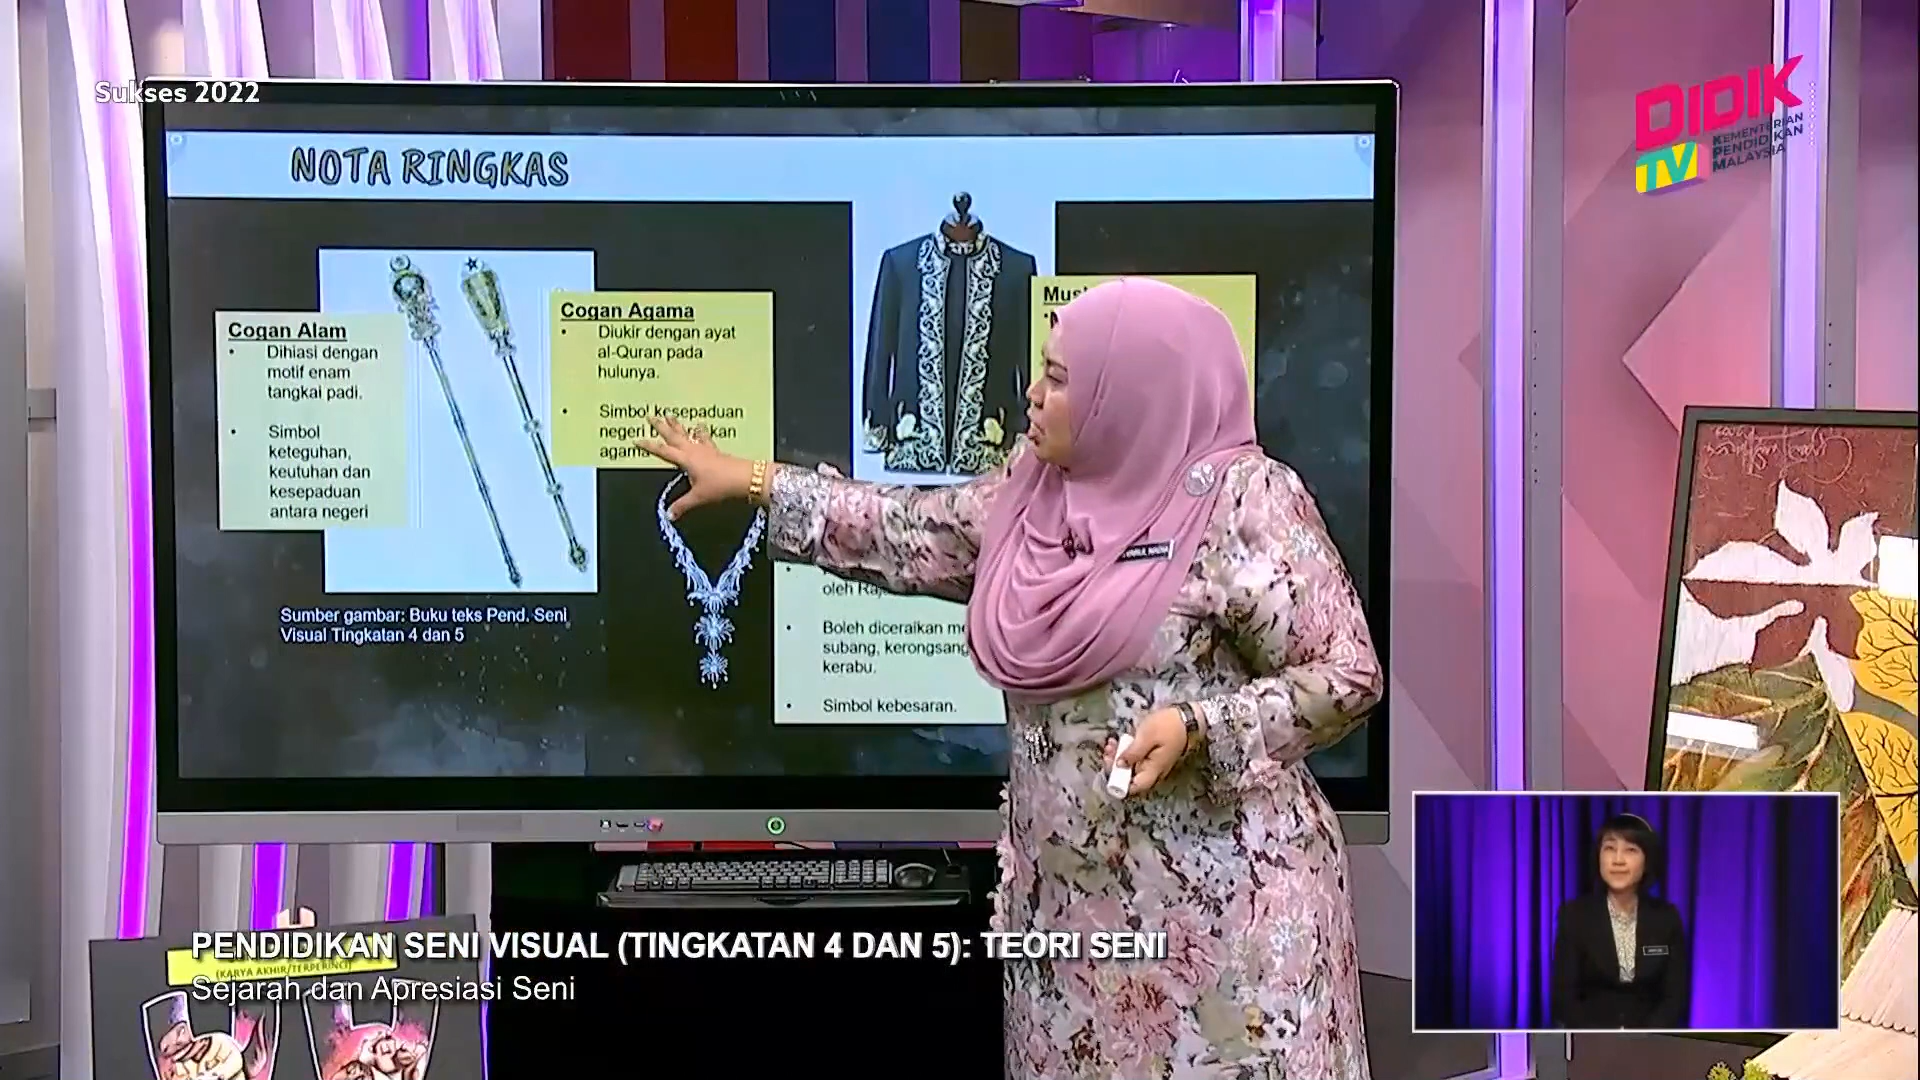 Sukses 2022
DIDIK
TV
KEMENTERIAN
PENDIDIKAN
MALAYSIA
NOTA RINGKAS
Cogan Alam
• Dihiasi dengan
motif enam
tangkai padi.
• Simbol
keteguhan,
keutuhan dan
kesepaduan
antara negeri
Cogan Agama
• Diukir dengan ayat
al-Quran pada
hulunya.
• Simbol kesepaduan
negeri
agama
Sumber gambar: Buku teks Pend. Seni
Visual Tingkatan 4 dan 5
oleh
• Boleh diceraikan
subang, kerongsang
kerabu.
• Simbol kebesaran.
PENDIDIKAN SENI VISUAL (TINGKATAN 4 DAN 5): TEORI SENI
(KARYA AKHIR/TERPERINCI)
Sejarah dan Apresiasi Seni